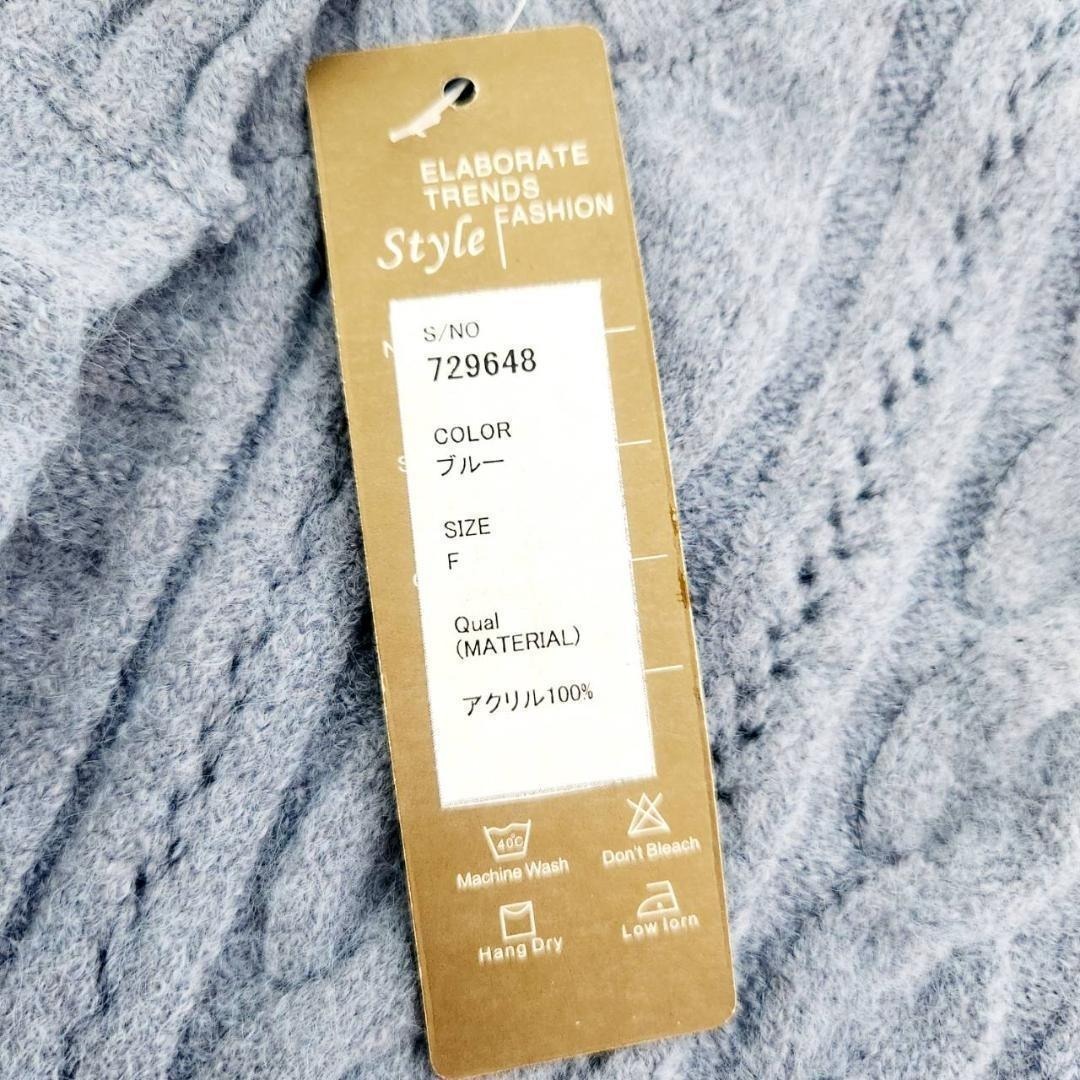 ELABORATE
TRENDS
Style FASHION
S/NO
729648
COLOR
ブルー
SIZE
F
Qual
(MATERIAL)
アクリル100%
40°C
Machine Wash
Don't Bleach
Hang Dry
Low Iorn